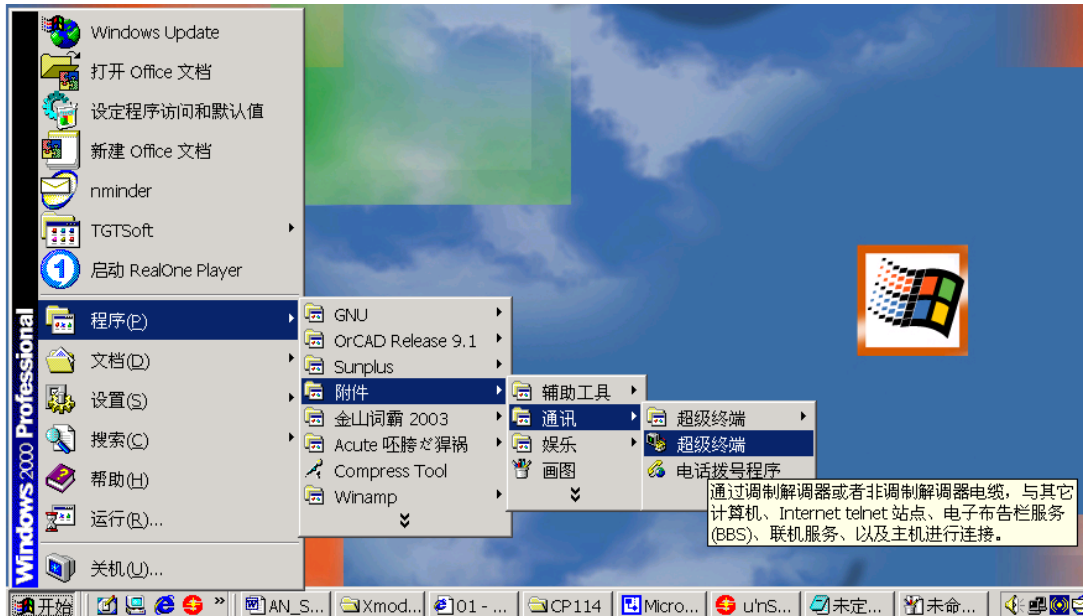 Windows 2000 Professional
Windows Update
打开 Office 文档
设定程序访问和默认值
新建 Office 文档
nminder
TGTSoft
启动 RealOne Player
程序(P)
文档(D)
设置(S)
搜索(C)
帮助(H)
运行(R)...
关机(U)...
GNU
OrCAD Release 9.1
Sunplus
附件
金山词霸 2003
Acute
Compress Tool
Winamp
辅助工具
通讯
娱乐
画图
超级终端
超级终端
电话拨号程序
通过调制解调器或者非调制解调器电缆，与其它
计算机、Internet telnet 站点、电子布告栏服务
(BBS)、联机服务、以及主机进行连接。
开始
AN_S...
Xmod...
01 - ...
CP114
Micro...
u'nS...
未定...
未命...